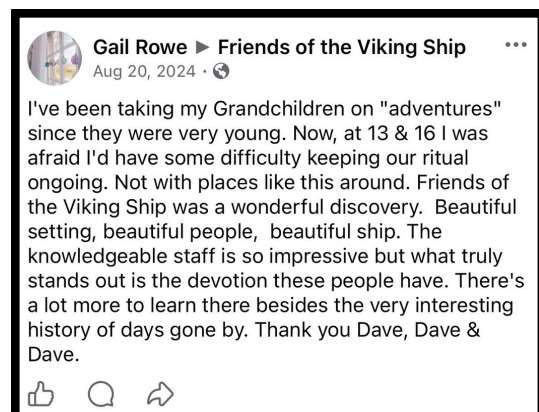 Gail Rowe ▶ Friends of the Viking Ship
Aug 20, 2024 ·
I've been taking my Grandchildren on "adventures"
since they were very young. Now, at 13 & 16 I was
afraid I'd have some difficulty keeping our ritual
ongoing. Not with places like this around. Friends of
the Viking Ship was a wonderful discovery.  Beautiful
setting, beautiful people,  beautiful ship. The
knowledgeable staff is so impressive but what truly
stands out is the devotion these people have. There's
a lot more to learn there besides the very interesting
history of days gone by. Thank you Dave, Dave &
Dave.